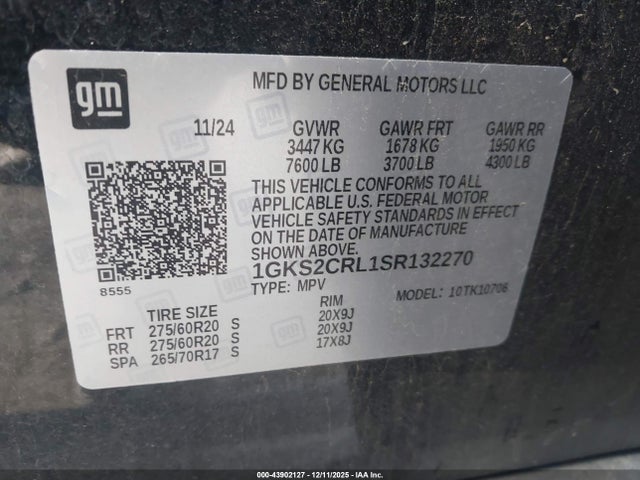 gm
MFD BY GENERAL MOTORS LLC
11/24 GVWR GAWR FRT GAWR RR
3447 KG 1678 KG 1950 KG
7600 LB 3700 LB 4300 LB
THIS VEHICLE CONFORMS TO ALL
APPLICABLE U.S. FEDERAL MOTOR
VEHICLE SAFETY STANDARDS IN EFFECT
ON THE DATE OF MANUFACTURE
SHOWN ABOVE.
1GKS2CRL1SR132270
8555
TYPE: MPV MODEL: 10TK10706
TIRE SIZE RIM
FRT 275/60R20 S 20X9J
RR 275/60R20 S 20X9J
SPA 265/70R17 S 17X8J
000-43902127 - 12/11/2025 - IAA Inc.